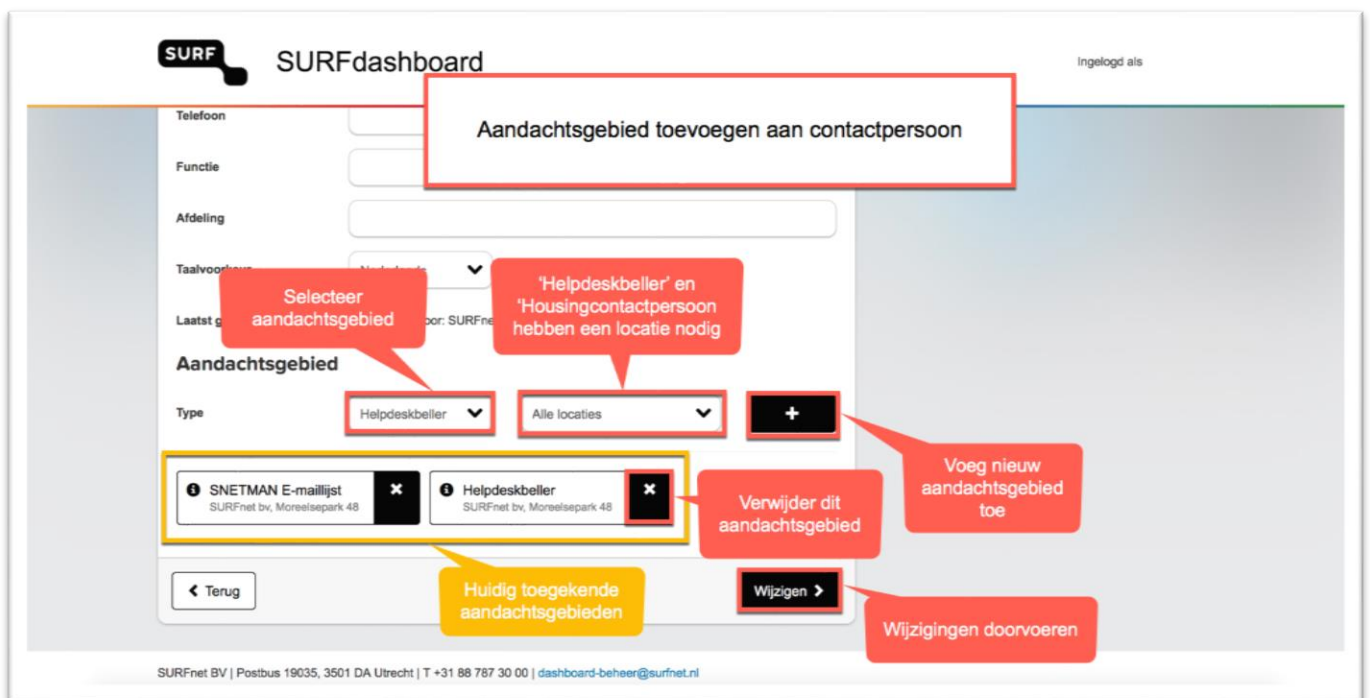 SURF
SURFdashboard
Ingelogd als
Aandachtsgebied toevoegen aan contactpersoon
Telefoon
Functie
Afdeling
Selecteer
aandachtsgebied
'Helpdeskbeller' en
'Housingcontactpersoon
hebben een locatie nodig
Laatst
SURFne
Aandachtsgebied
Type
Helpdeskbeller
Alle locaties
+
Voeg nieuw
aandachtsgebied
toe
SNETMAN E-maillijst
SURFnet bv, Moreelsepark 48
Helpdeskbeller
SURFnet bv, Moreelsepark 48
Verwijder dit
aandachtsgebied
Terug
Huidig toegekende
aandachtsgebieden
Wijzigen
Wijzigingen doorvoeren
SURFnet BV | Postbus 19035, 3501 DA Utrecht | T +31 88 787 30 00 | dashboard-beheer@surfnet.nl